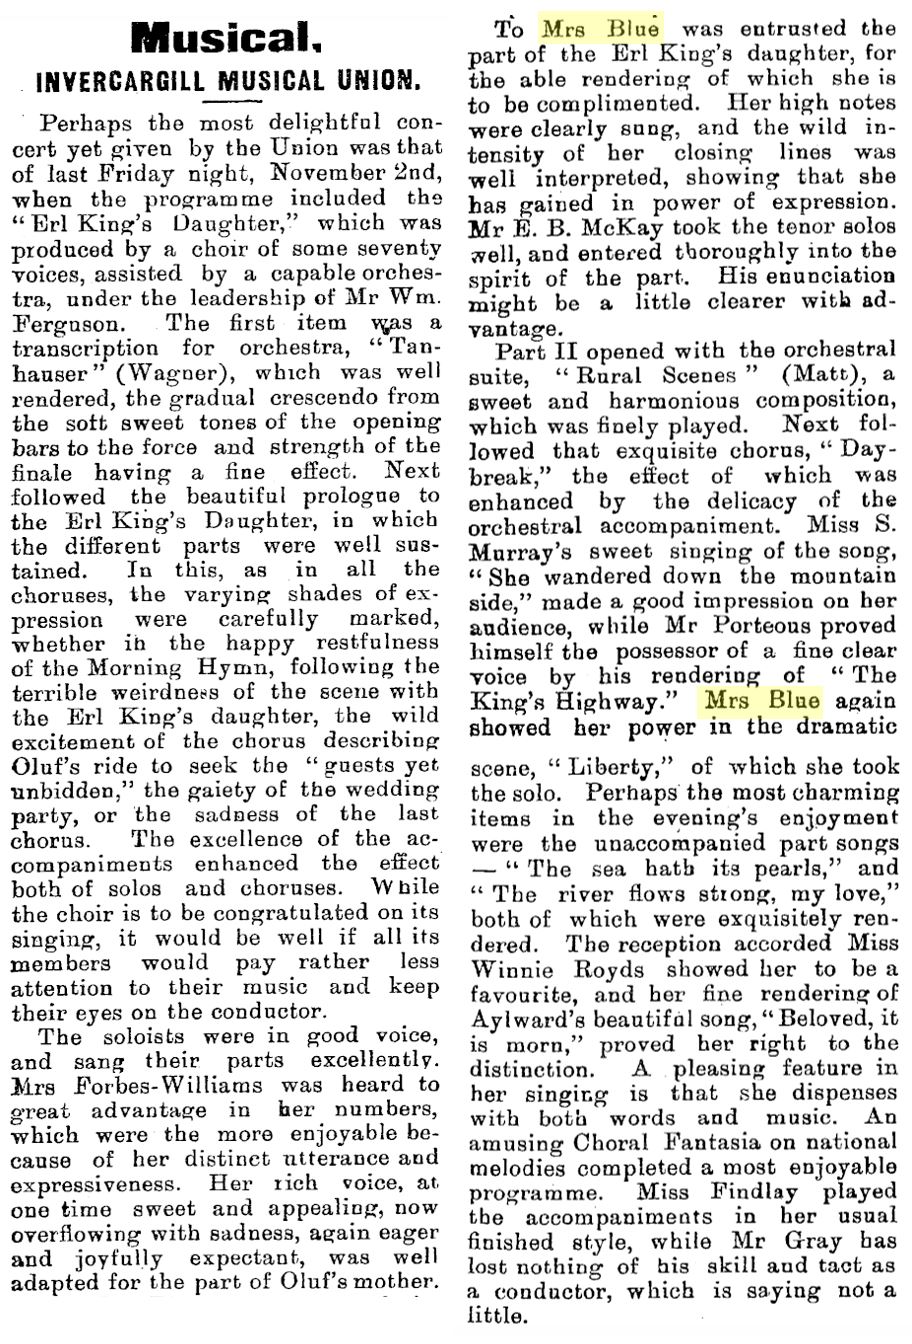 Musical.
INVERCARGILL MUSICAL UNION.
Perhaps the most delightful con-
cert yet given by the Union was that
of last Friday night, November 2nd,
when the programme included the
"Erl King's Daughter," which was
produced by a choir of some seventy
voices, assisted by a capable orches-
tra, under the leadership of Mr Wm.
Ferguson. The first item was a
transcription for orchestra, "Tan-
hauser" (Wagner), which was well
rendered, the gradual crescendo from
the soft sweet tones of the opening
bars to the force and strength of the
finale having a fine effect. Next
followed the beautiful prologue to
the Erl King's Daughter, in which
the different parts were well sus-
tained. In this, as in all the
choruses, the varying shades of ex-
pression were carefully marked,
whether in the happy restfulness
of the Morning Hymn, following the
terrible weirdness of the scene with
the Erl King's daughter, the wild
excitement of the chorus describing
Oluf's ride to seek the "guests yet
unbidden," the gaiety of the wedding
party, or the sadness of the last
chorus. The excellence of the ac-
companiments enhanced the effect
both of solos and choruses. While
the choir is to be congratulated on its
singing, it would be well if all its
members would pay rather less
attention to their music and keep
their eyes on the conductor.
The soloists were in good voice,
and sang their parts excellently.
Mrs Forbes-Williams was heard to
great advantage in her numbers,
which were the more enjoyable be-
cause of her distinct utterance and
expressiveness. Her rich voice, at
one time sweet and appealing, now
overflowing with sadness, again eager
and joyfully expectant, was well
adapted for the part of Oluf's mother.
To Mrs Blue was entrusted the
part of the Erl King's daughter, for
the able rendering of which she is
to be complimented. Her high notes
were clearly sung, and the wild in-
tensity of her closing lines was
well interpreted, showing that she
has gained in power of expression.
Mr E. B. McKay took the tenor solos
well, and entered thoroughly into the
spirit of the part. His enunciation
might be a little clearer with ad-
vantage.
Part II opened with the orchestral
suite, "Rural Scenes" (Matt), a
sweet and harmonious composition,
which was finely played. Next fol-
lowed that exquisite chorus, "Day-
break," the effect of which was
enhanced by the delicacy of the
orchestral accompaniment. Miss S.
Murray's sweet singing of the song,
"She wandered down the mountain
side," made a good impression on her
audience, while Mr Porteous proved
himself the possessor of a fine clear
voice by his rendering of "The
King's Highway." Mrs Blue again
showed her power in the dramatic
scene, "Liberty," of which she took
the solo. Perhaps the most charming
items in the evening's enjoyment
were the unaccompanied part songs
— "The sea hath its pearls," and
"The river flows strong, my love,"
both of which were exquisitely ren-
dered. The reception accorded Miss
Winnie Royds showed her to be a
favourite, and her fine rendering of
Aylward's beautiful song, "Beloved, it
is morn," proved her right to the
distinction. A pleasing feature in
her singing is that she dispenses
with both words and music. An
amusing Choral Fantasia on national
melodies completed a most enjoyable
programme. Miss Findlay played
the accompaniments in her usual
finished style, while Mr Gray has
lost nothing of his skill and tact as
a conductor, which is saying not a
little.